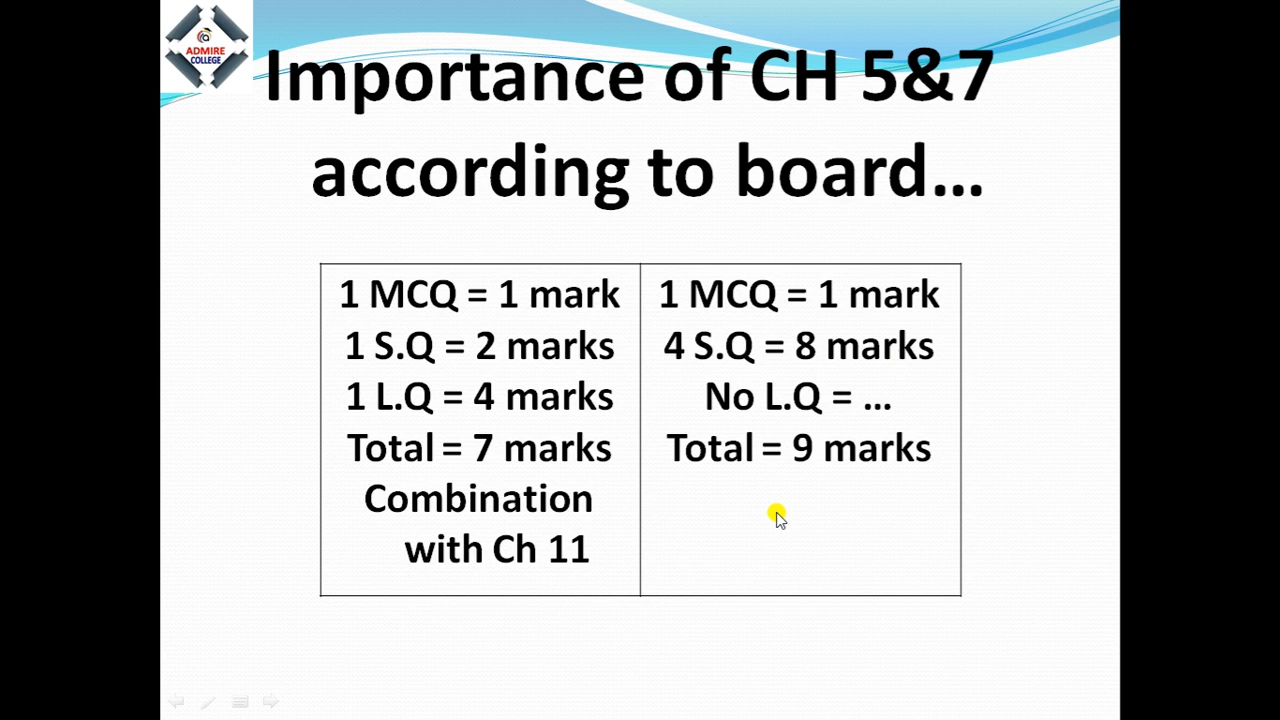 ADMIRE
COLLEGE
Importance of CH 5&7
according to board...
1 MCQ = 1 mark
1 S.Q = 2 marks
1 L.Q = 4 marks
Total = 7 marks
Combination
with Ch 11
1 MCQ = 1 mark
4 S.Q = 8 marks
No L.Q = ...
Total = 9 marks